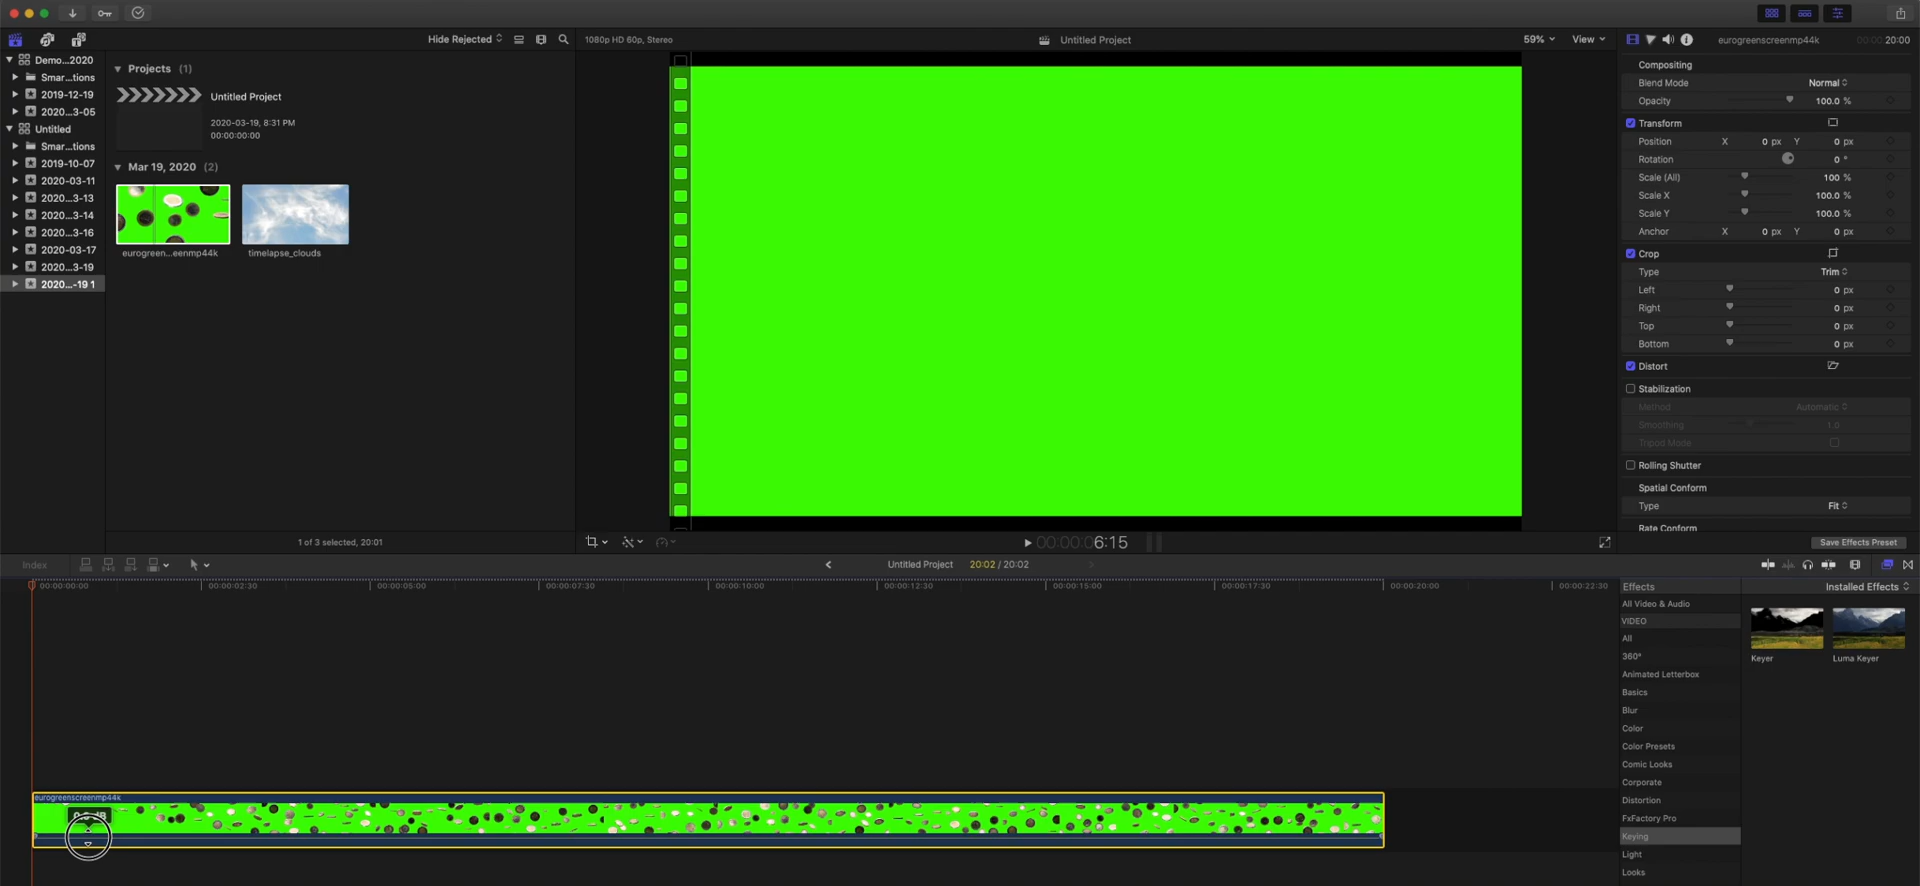 Hide Rejected
1080p HD 60p, Stereo
Untitled Project
59%
View
eurogreenscreenmp44k
00:00:20:00
Demo...2020
Smar...tions
2019-12-19
2020...3-05
Untitled
Smar...tions
2019-10-07
2020-03-11
2020...3-13
2020...3-14
2020...3-16
2020-03-17
2020...3-19
2020...-19 1
Projects (1)
Untitled Project
2020-03-19, 8:31 PM
00:00:00:00
Mar 19, 2020 (2)
eurogreen...eenmp44k
timelapse_clouds
1 of 3 selected, 20:01
00:00:06:15
Compositing
Blend Mode Normal
Opacity 100.0 %
Transform
Position X 0 px Y 0 px
Rotation 0 °
Scale (All) 100 %
Scale X 100.0 %
Scale Y 100.0 %
Anchor X 0 px Y 0 px
Crop
Type Trim
Left 0 px
Right 0 px
Top 0 px
Bottom 0 px
Distort
Stabilization
Method Automatic
Smoothing 1.0
Tripod Mode
Rolling Shutter
Spatial Conform
Type Fit
Rate Conform
Save Effects Preset
Index
Untitled Project 20:02 / 20:02
00:00:00:00 00:00:02:30 00:00:05:00 00:00:07:30 00:00:10:00 00:00:12:30 00:00:15:00 00:00:17:30 00:00:20:00 00:00:22:30
eurogreenscreenmp44k
Effects
Installed Effects
All Video & Audio
VIDEO
All
360°
Animated Letterbox
Basics
Blur
Color
Color Presets
Comic Looks
Corporate
Distortion
FxFactory Pro
Keying
Light
Looks
Keyer
Luma Keyer